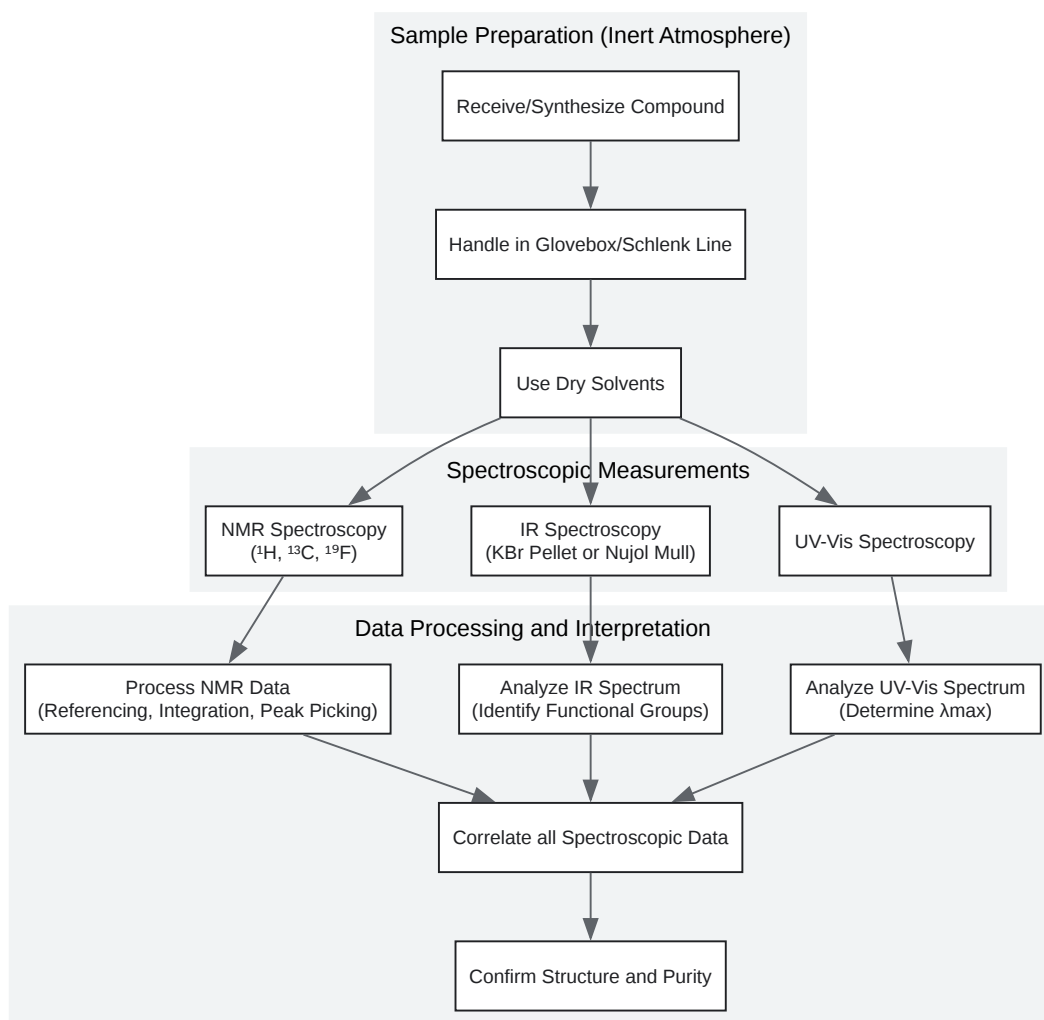 Sample Preparation (Inert Atmosphere)
Receive/Synthesize Compound
Handle in Glovebox/Schlenk Line
Use Dry Solvents
Spectroscopic Measurements
NMR Spectroscopy
(¹H, ¹³C, ¹⁹F)
IR Spectroscopy
(KBr Pellet or Nujol Mull)
UV-Vis Spectroscopy
Data Processing and Interpretation
Process NMR Data
(Referencing, Integration, Peak Picking)
Analyze IR Spectrum
(Identify Functional Groups)
Analyze UV-Vis Spectrum
(Determine λmax)
Correlate all Spectroscopic Data
Confirm Structure and Purity